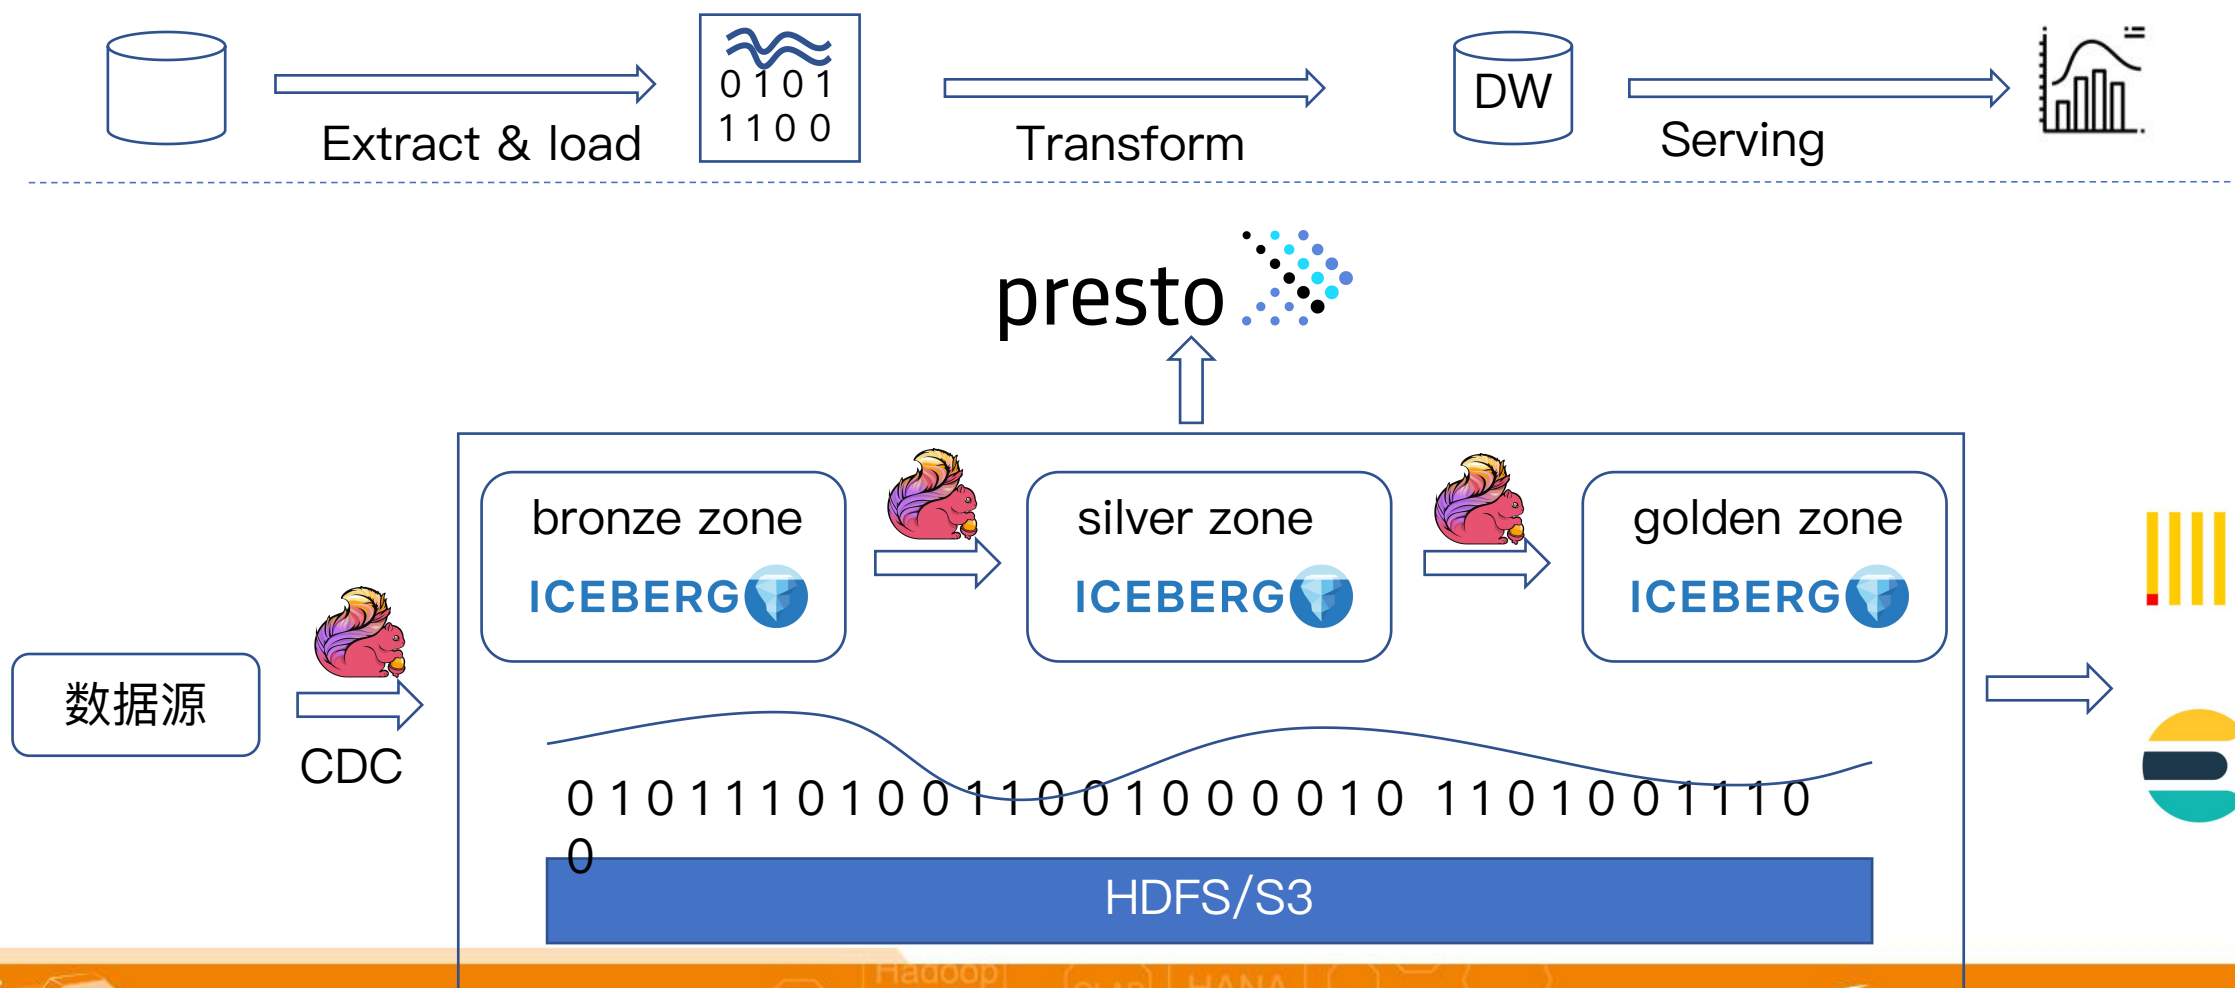 0 1 0 1
1 1 0 0
DW
Extract & load
Transform
Serving
presto
bronze zone
silver zone
golden zone
ICEBERG
ICEBERG
ICEBERG
数据源
CDC
0 1 0 1 1 1 0 1 0 0 1 1 0 0 1 0 0 0 0 1 0 1 1 0 1 0 0 1 1 1 0
0
HDFS/S3
Hadoop
OLAP
HANA